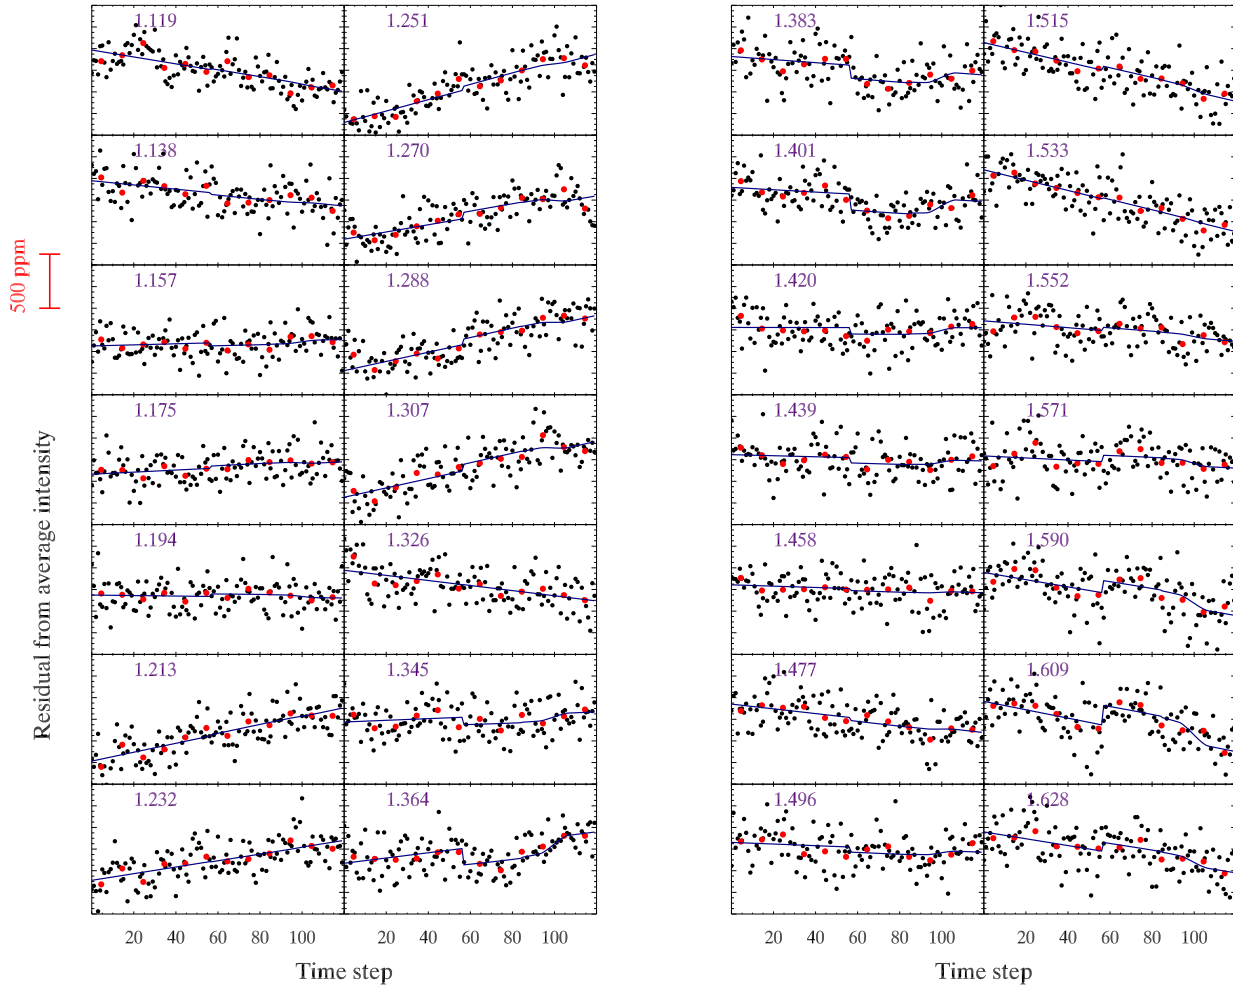 1.119 1.251 1.383 1.515
1.138 1.270 1.401 1.533
500 ppm
1.157 1.288 1.420 1.552
1.175 1.307 1.439 1.571
Residual from average intensity
1.194 1.326 1.458 1.590
1.213 1.345 1.477 1.609
1.232 1.364 1.496 1.628
20 40 60 80 100 20 40 60 80 100 20 40 60 80 100 20 40 60 80 100
Time step Time step